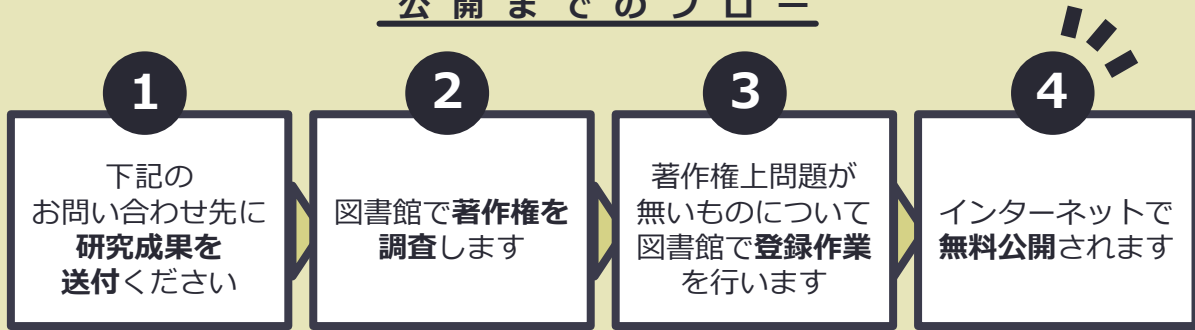 公開までのフロー
1
下記の
お問い合わせ先に
研究成果を
送付ください
2
図書館で著作権を
調査します
3
著作権上問題が
無いものについて
図書館で登録作業
を行います
4
インターネットで
無料公開されます